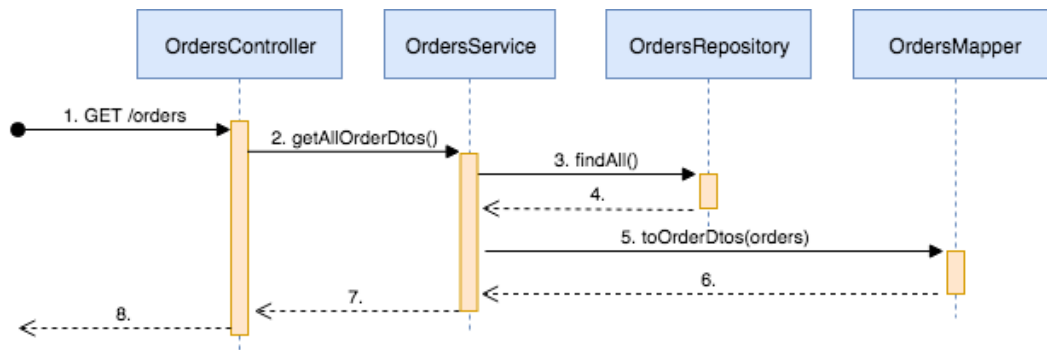 OrdersController
OrdersService
OrdersRepository
OrdersMapper
1. GET /orders
2. getAllOrderDtos()
3. findAll()
4.
5. toOrderDtos(orders)
6.
7.
8.